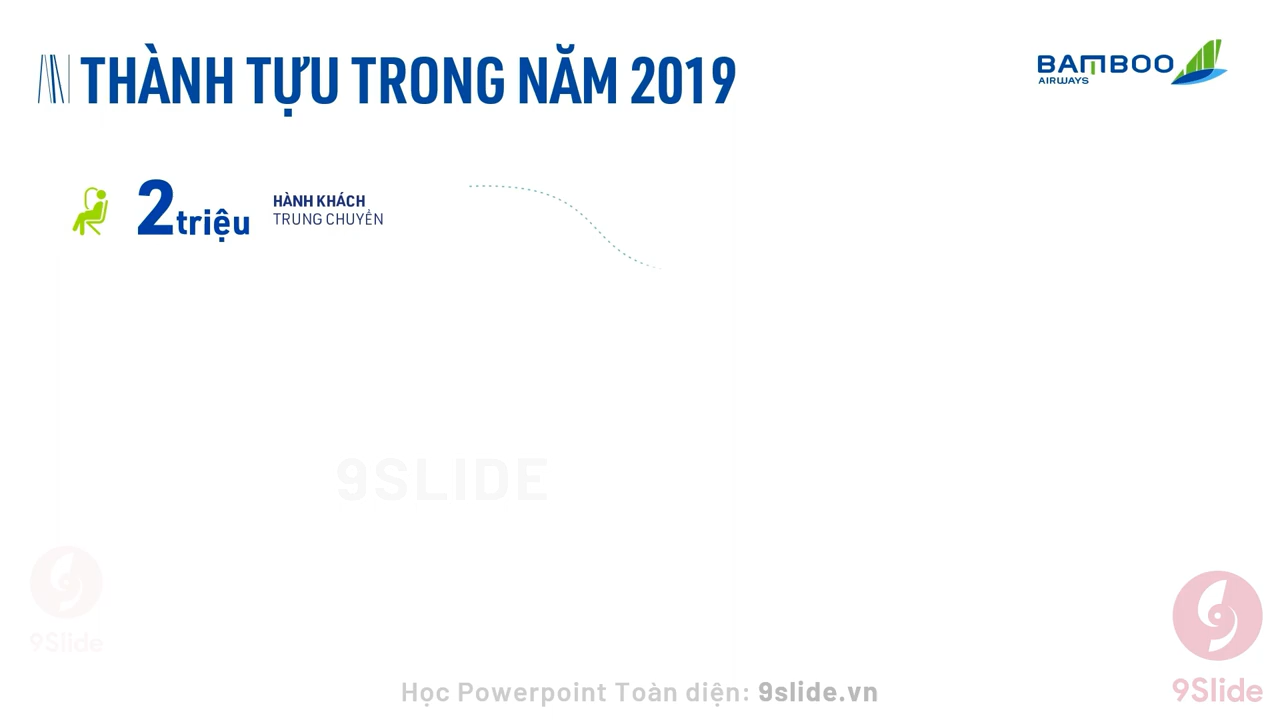 THÀNH TỰU TRONG NĂM 2019
BAMBOO
AIRWAYS
2triệu
HÀNH KHÁCH
TRUNG CHUYỂN
9SLIDE
9Slide
9Slide
Học Powerpoint Toàn diện: 9slide.vn